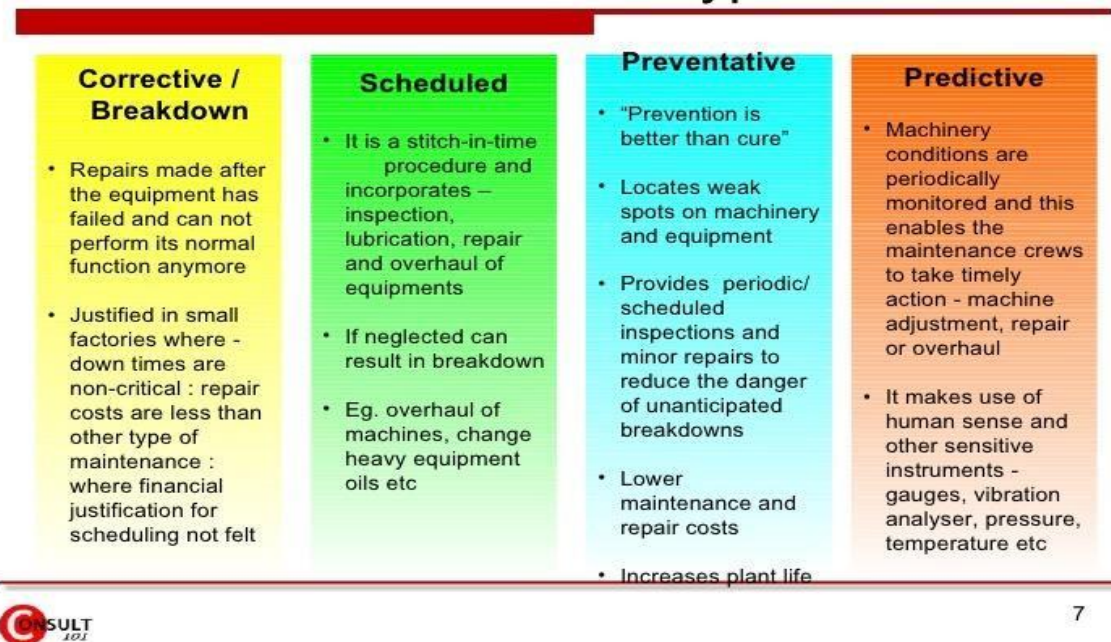 Corrective /
Breakdown
• Repairs made after
the equipment has
failed and can not
perform its normal
function anymore
• Justified in small
factories where -
down times are
non-critical : repair
costs are less than
other type of
maintenance :
where financial
justification for
scheduling not felt
Scheduled
• It is a stitch-in-time
procedure and
incorporates –
inspection,
lubrication, repair
and overhaul of
equipments
• If neglected can
result in breakdown
• Eg. overhaul of
machines, change
heavy equipment
oils etc
Preventative
• “Prevention is
better than cure”
• Locates weak
spots on machinery
and equipment
• Provides periodic/
scheduled
inspections and
minor repairs to
reduce the danger
of unanticipated
breakdowns
• Lower
maintenance and
repair costs
• Increases plant life
Predictive
• Machinery
conditions are
periodically
monitored and this
enables the
maintenance crews
to take timely
action - machine
adjustment, repair
or overhaul
• It makes use of
human sense and
other sensitive
instruments -
gauges, vibration
analyser, pressure,
temperature etc
CONSULT
101
7